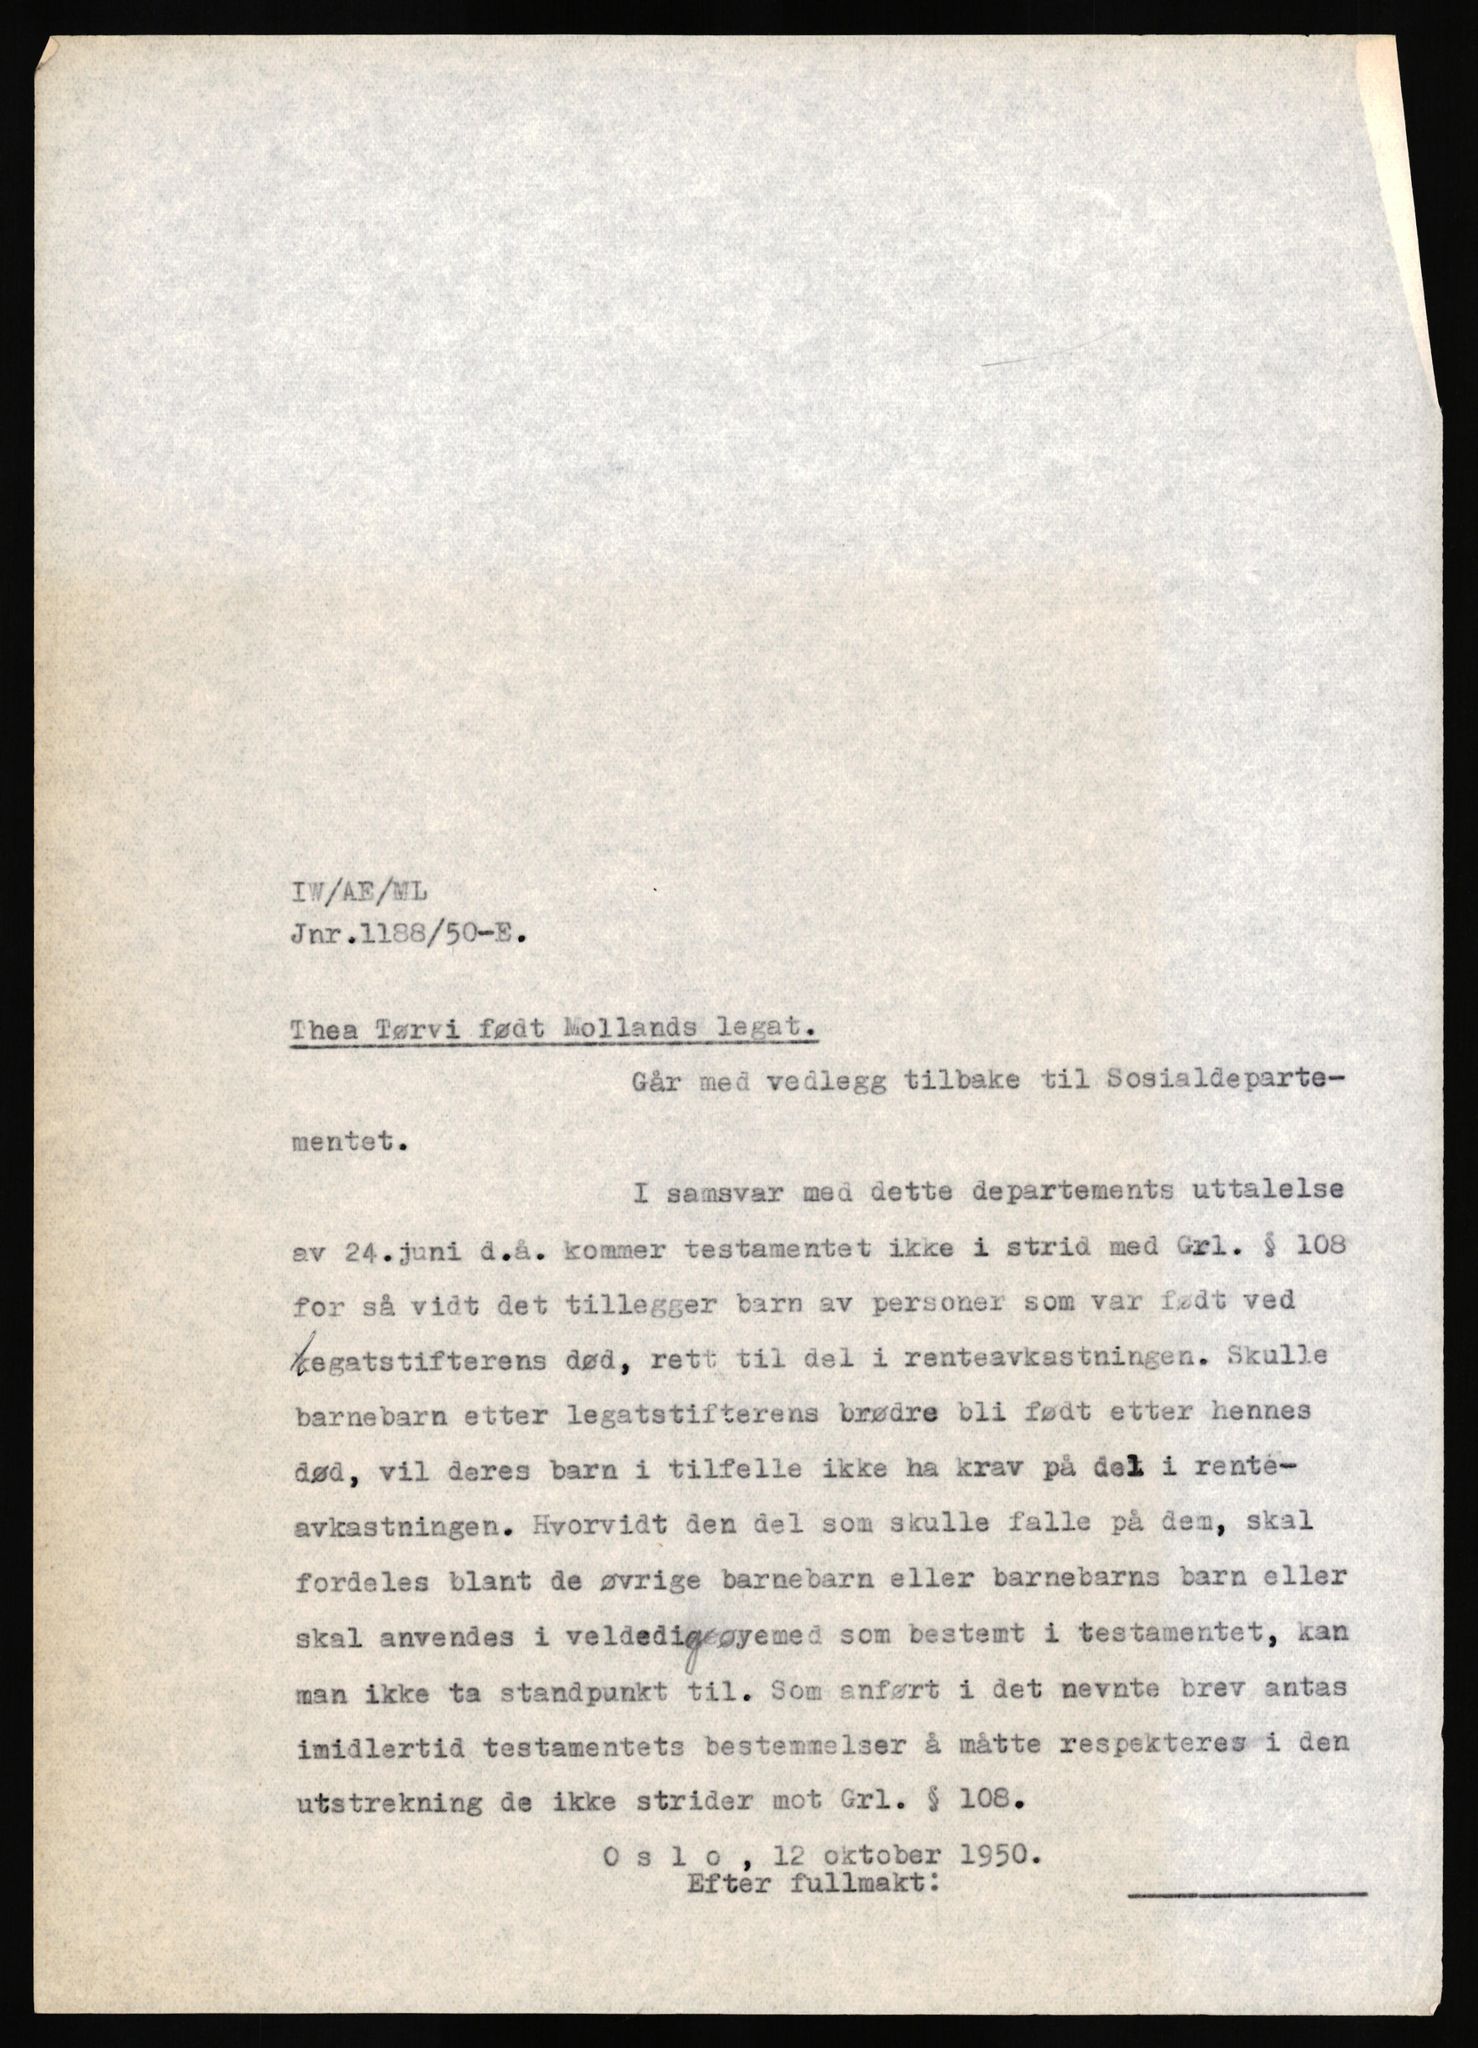 IW/AE/ML
Jnr.1188/50-E.
Thea Tørvi født Mollands legat.
Går med vedlegg tilbake til Sosialdeparte-
mentet.
I samsvar med dette departements uttalelse
av 24.juni d.å. kommer testamentet ikke i strid med Grl. § 108
for så vidt det tillegger barn av personer som var født ved
legatstifterens død, rett til del i renteavkastningen. Skulle
barnebarn etter legatstifterens brødre bli født etter hennes
død, vil deres barn i tilfelle ikke ha krav på del i rente-
avkastningen. Hvorvidt den del som skulle falle på dem, skal
fordeles blant de øvrige barnebarn eller barnebarns barn eller
skal anvendes i veldedig øyemed som bestemt i testamentet, kan
man ikke ta standpunkt til. Som anført i det nevnte brev antas
imidlertid testamentets bestemmelser å måtte respekteres i den
utstrekning de ikke strider mot Grl. § 108.
O s l o , 12 oktober 1950.
Efter fullmakt: